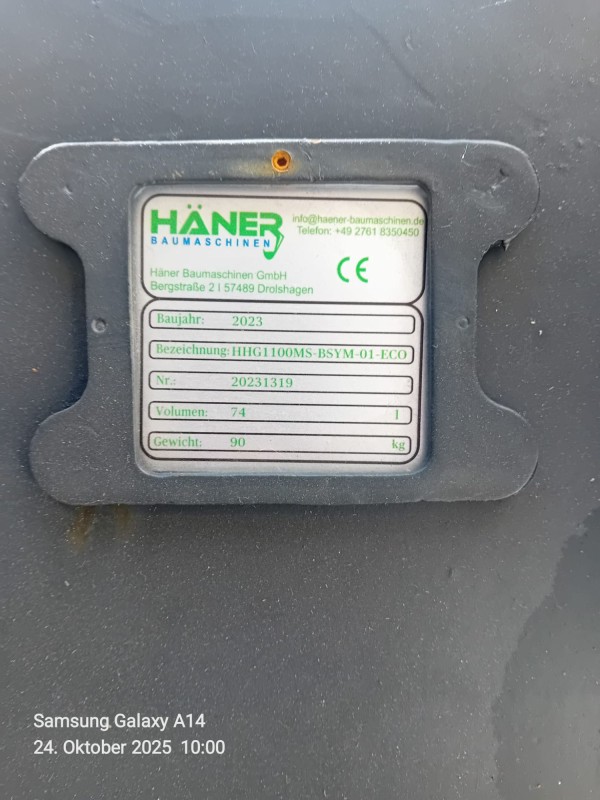 HÄNER
BAUMASCHINEN
info@haener-baumaschinen.de
Telefon: +49 2761 8350450
CE
Häner Baumaschinen GmbH
Bergstraße 2 I 57489 Drolshagen
Baujahr: 2023
Bezeichnung: HHG1100MS-BSYM-01-ECO
Nr.: 20231319
Volumen: 74 l
Gewicht: 90 kg
Samsung Galaxy A14
24. Oktober 2025 10:00